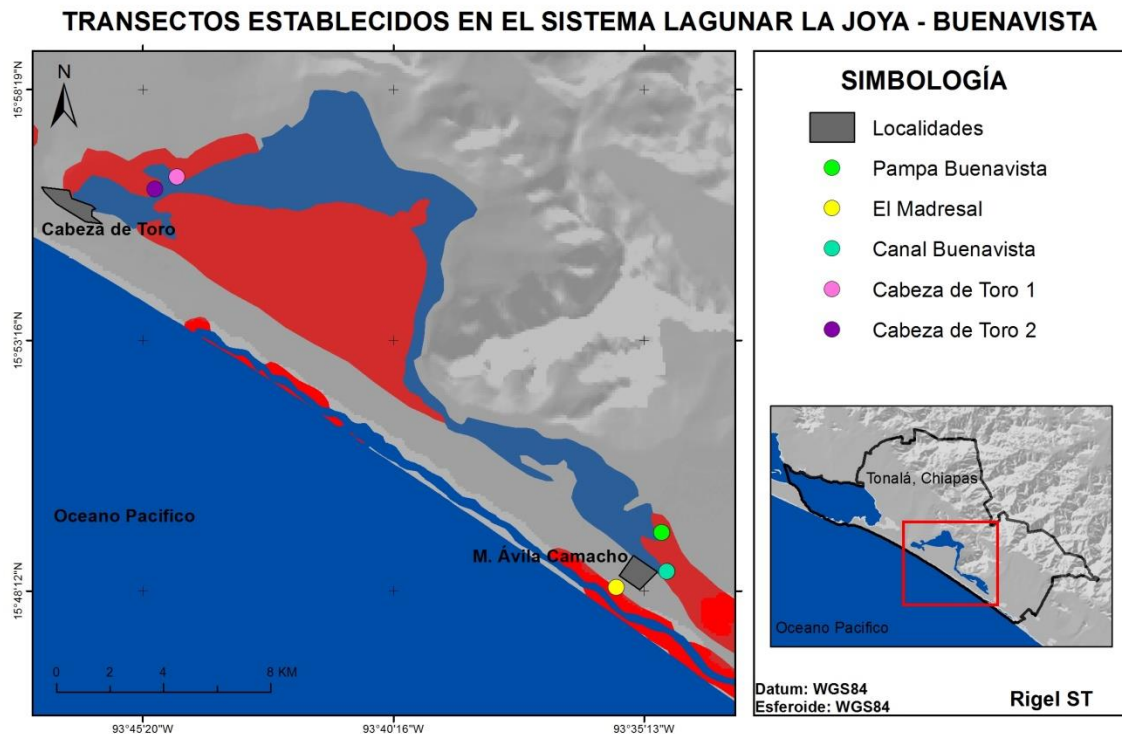 TRANSECTOS ESTABLECIDOS EN EL SISTEMA LAGUNAR LA JOYA - BUENAVISTA
N
15°58'19"N
15°53'16"N
15°48'12"N
Cabeza de Toro
Oceano Pacifico
M. Ávila Camacho
0 2 4 8 KM
93°45'20"W 93°40'16"W 93°35'13"W
SIMBOLOGÍA
Localidades
Pampa Buenavista
El Madresal
Canal Buenavista
Cabeza de Toro 1
Cabeza de Toro 2
Tonalá, Chiapas
Oceano Pacifico
Datum: WGS84
Esferoide: WGS84
Rigel ST